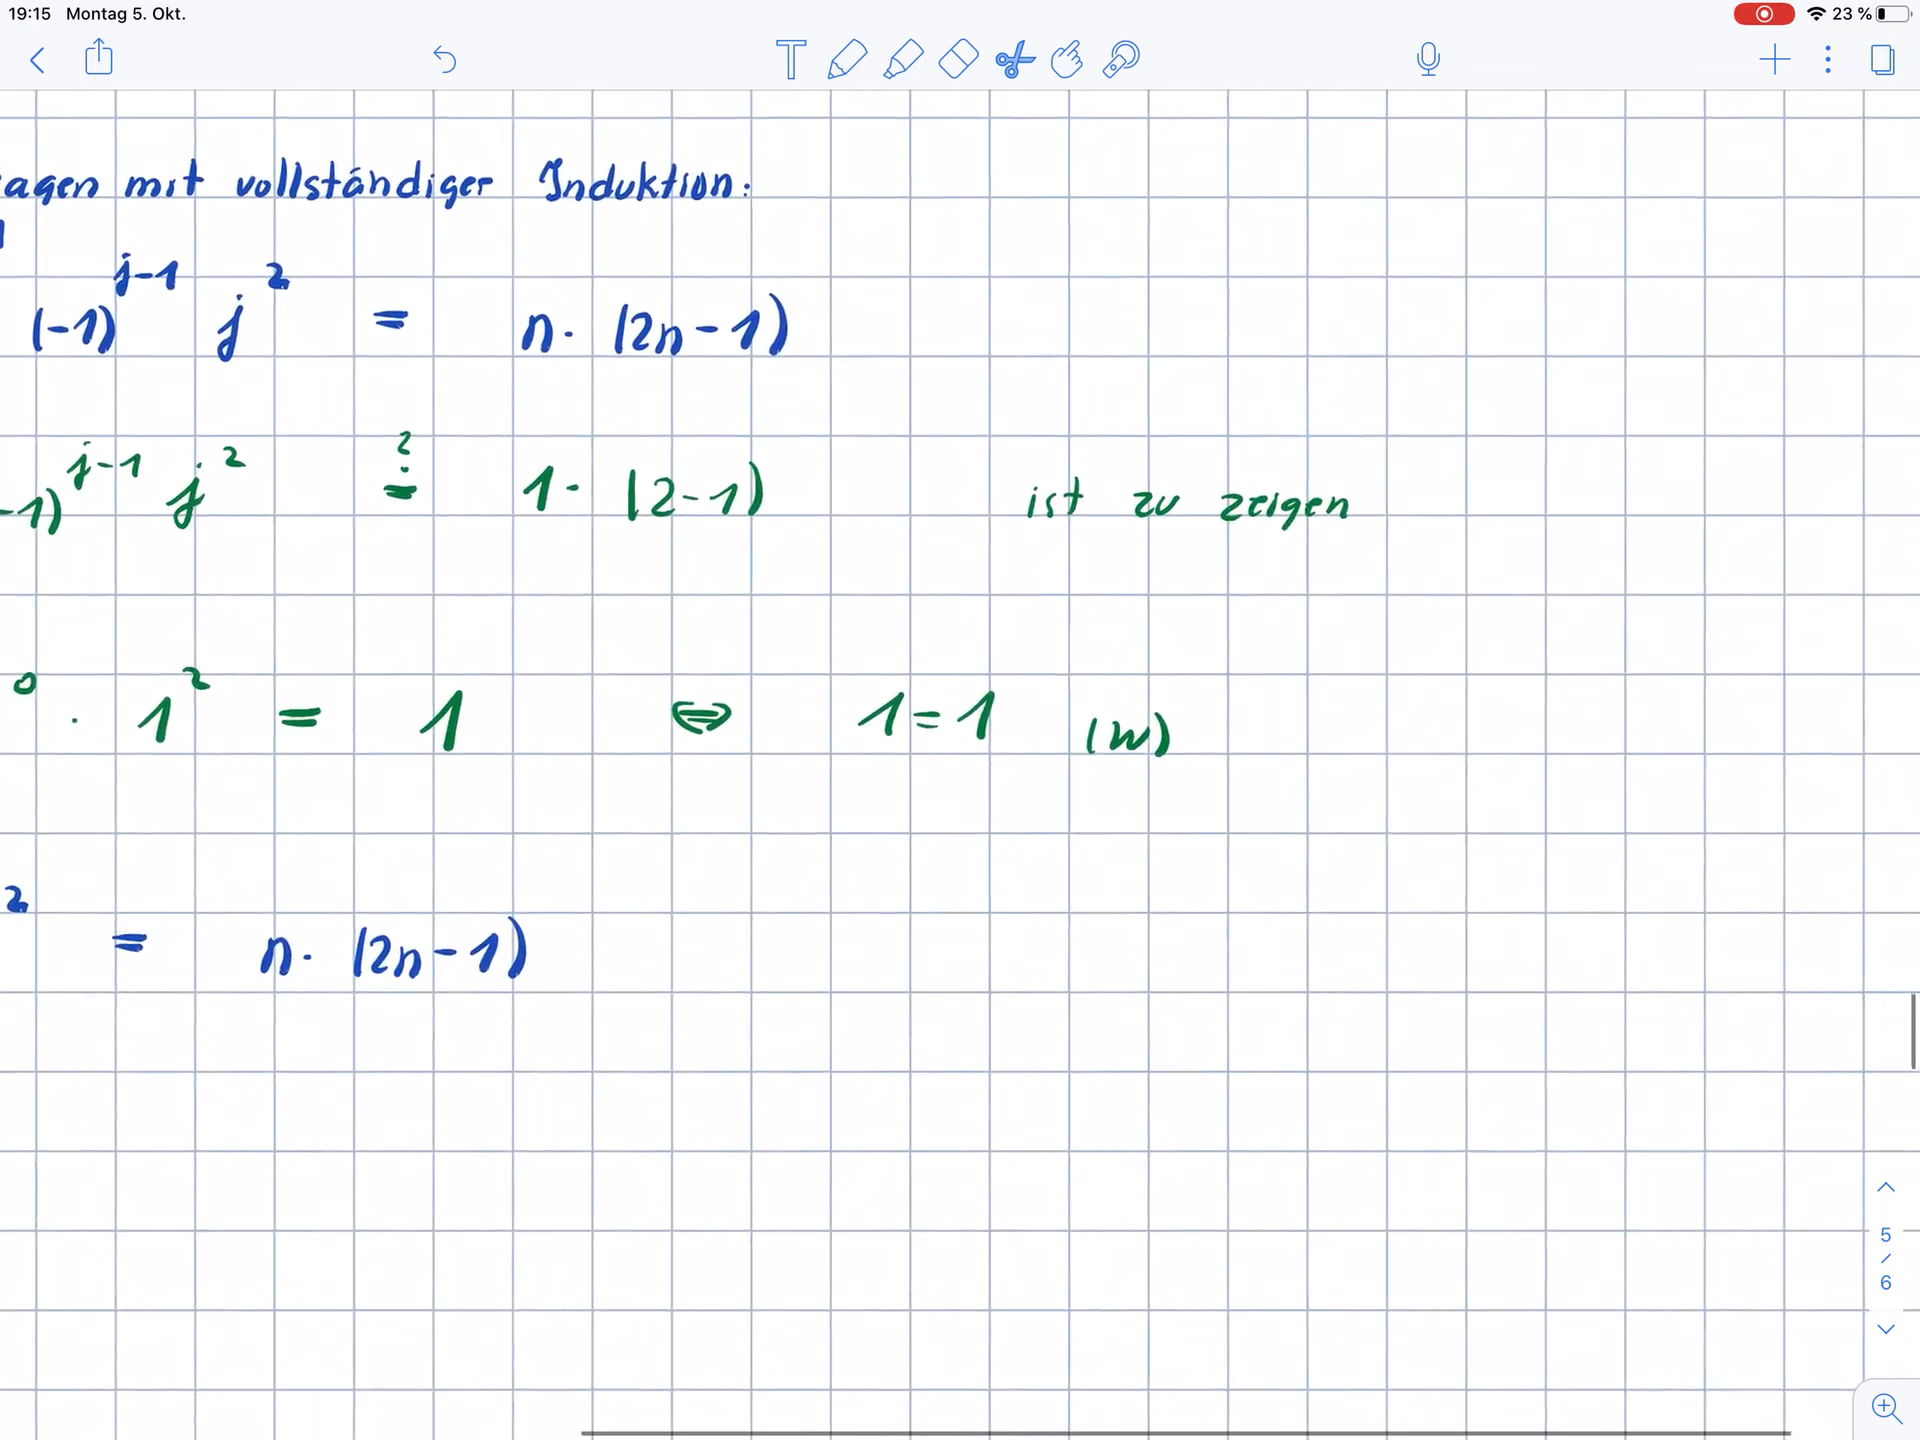 19:15 Montag 5. Okt. 23 %
agen mit vollständiger Induktion:
(-1)^{j-1} j^2 = n · (2n-1)
-1)^{j-1} j^2 ≟ 1 · (2-1) ist zu zeigen
^0 · 1^2 = 1 ⇔ 1=1 (w)
^2 = n · (2n-1)
5
/
6